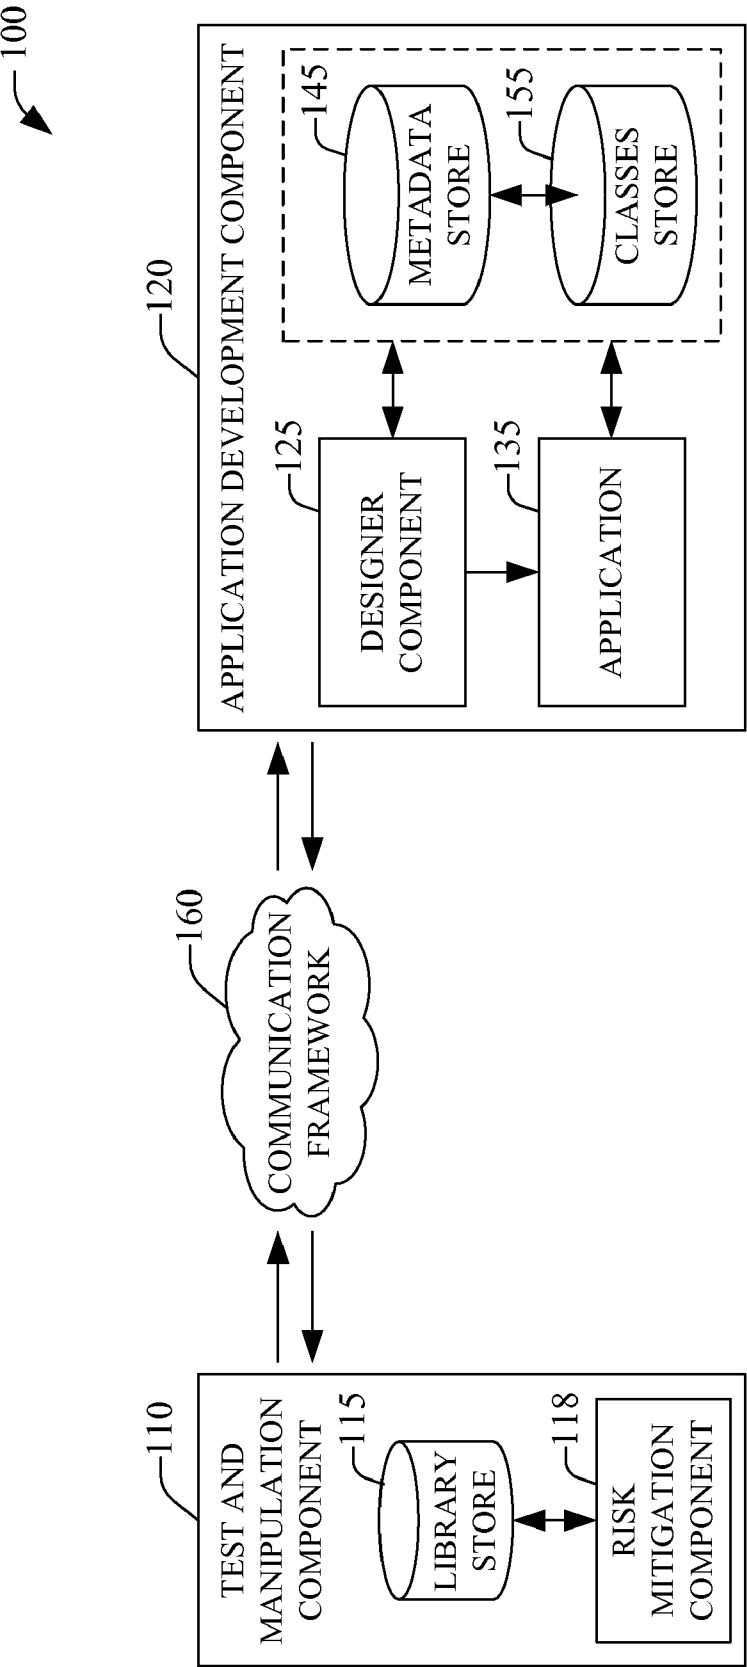 100
110
TEST AND
MANIPULATION
COMPONENT
115
LIBRARY
STORE
118
RISK
MITIGATION
COMPONENT
160
COMMUNICATION
FRAMEWORK
120
APPLICATION DEVELOPMENT COMPONENT
125
DESIGNER
COMPONENT
145
METADATA
STORE
135
APPLICATION
155
CLASSES
STORE